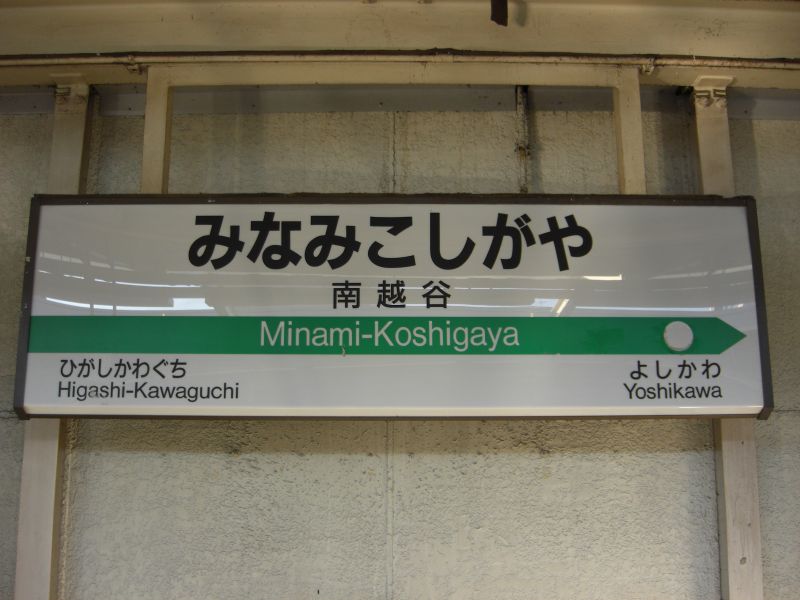 みなみこしがや
南越谷
Minami-Koshigaya
ひがしかわぐち
Higashi-Kawaguchi
よしかわ
Yoshikawa